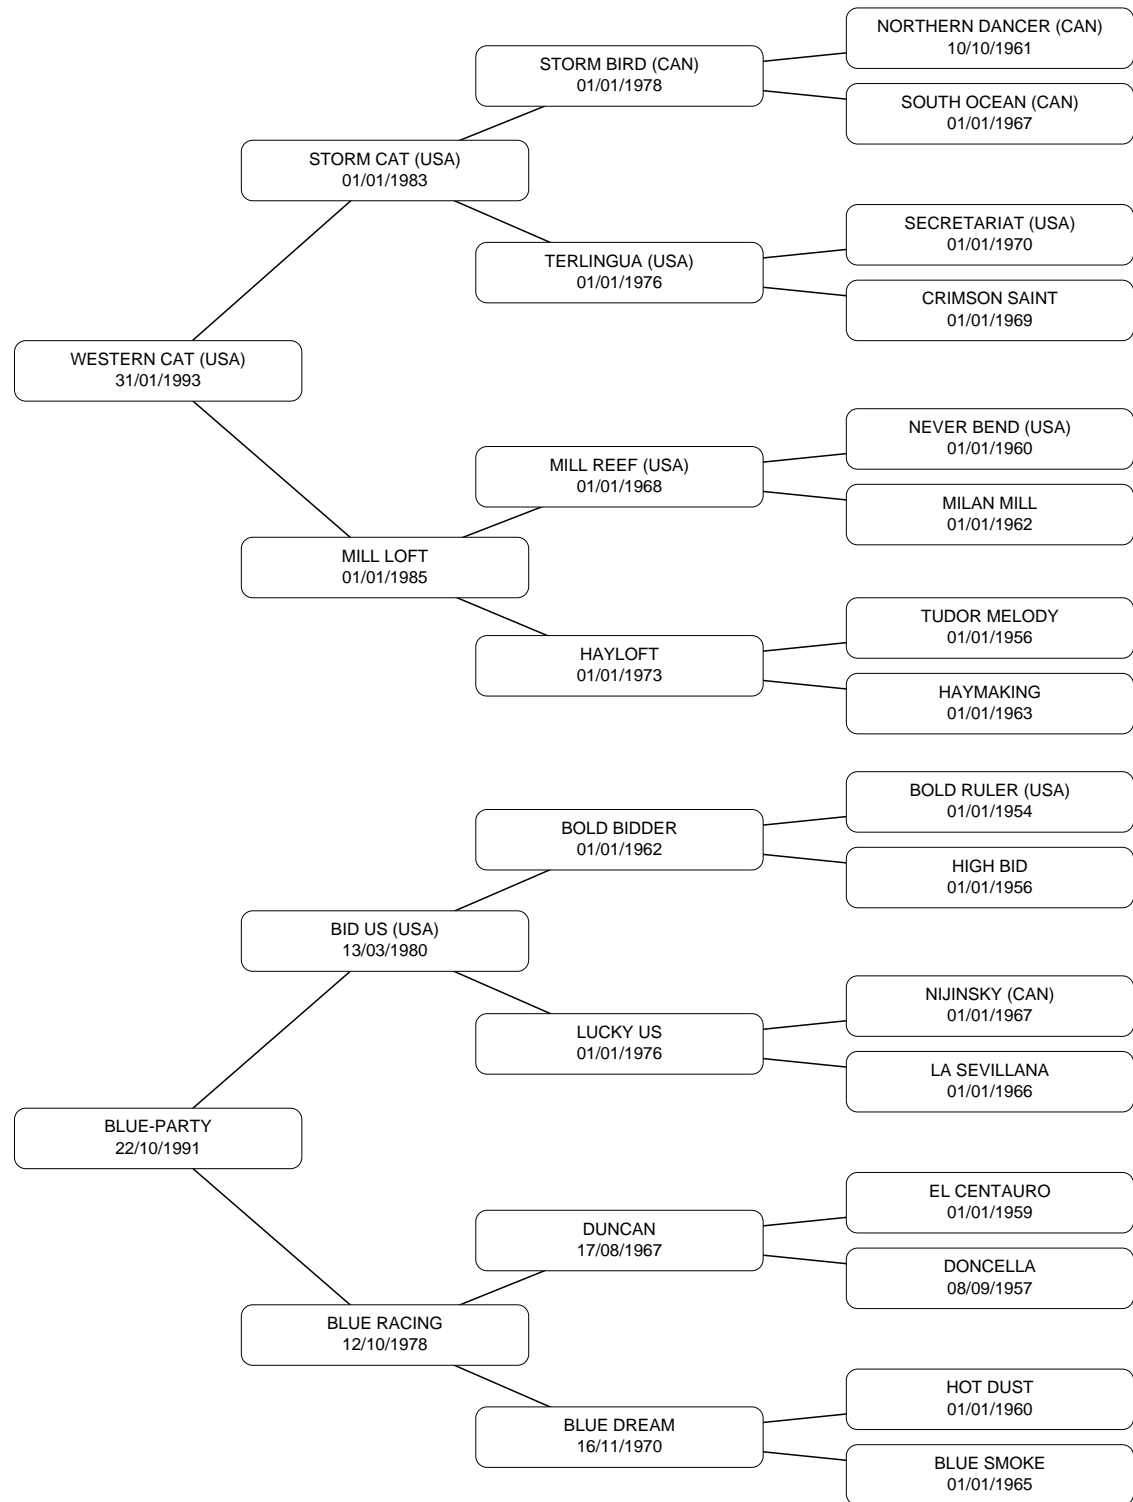 NORTHERN DANCER (CAN)
10/10/1961
STORM BIRD (CAN)
01/01/1978
SOUTH OCEAN (CAN)
01/01/1967
STORM CAT (USA)
01/01/1983
SECRETARIAT (USA)
01/01/1970
TERLINGUA (USA)
01/01/1976
CRIMSON SAINT
01/01/1969
WESTERN CAT (USA)
31/01/1993
NEVER BEND (USA)
01/01/1960
MILL REEF (USA)
01/01/1968
MILAN MILL
01/01/1962
MILL LOFT
01/01/1985
TUDOR MELODY
01/01/1956
HAYLOFT
01/01/1973
HAYMAKING
01/01/1963
BOLD RULER (USA)
01/01/1954
BOLD BIDDER
01/01/1962
HIGH BID
01/01/1956
BID US (USA)
13/03/1980
NIJINSKY (CAN)
01/01/1967
LUCKY US
01/01/1976
LA SEVILLANA
01/01/1966
BLUE-PARTY
22/10/1991
EL CENTAURO
01/01/1959
DUNCAN
17/08/1967
DONCELLA
08/09/1957
BLUE RACING
12/10/1978
HOT DUST
01/01/1960
BLUE DREAM
16/11/1970
BLUE SMOKE
01/01/1965